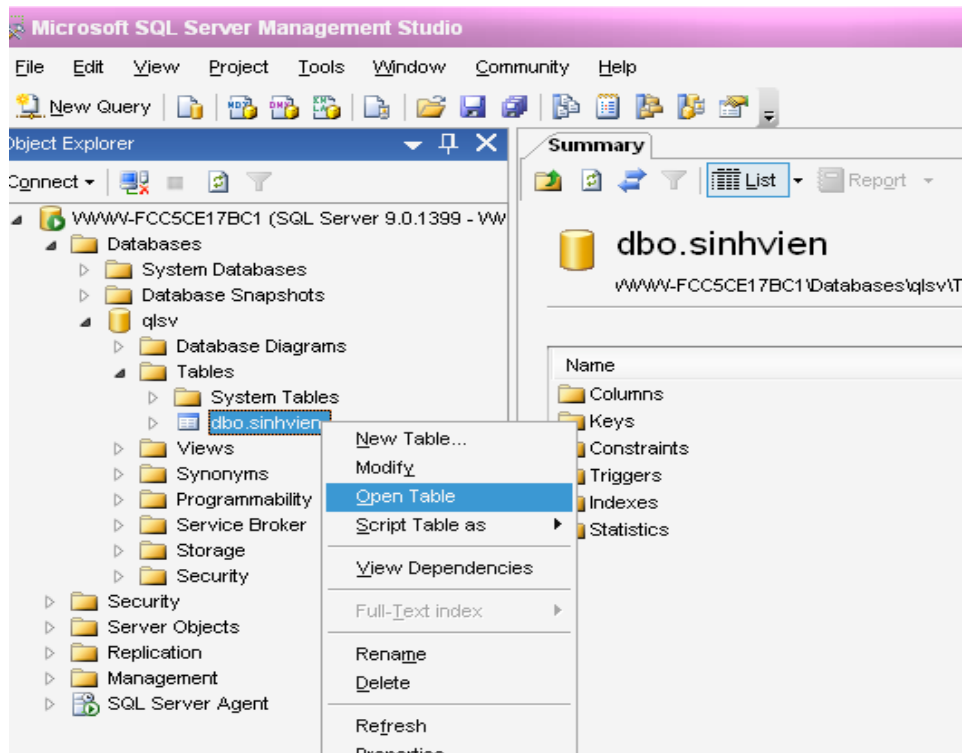 Microsoft SQL Server Management Studio
File Edit View Project Tools Window Community Help
New Query
Object Explorer
Connect
WWW-FCC5CE17BC1 (SQL Server 9.0.1399 - WW
Databases
System Databases
Database Snapshots
qlsv
Database Diagrams
Tables
System Tables
dbo.sinhvien
Views
Synonyms
Programmability
Service Broker
Storage
Security
Security
Server Objects
Replication
Management
SQL Server Agent
New Table...
Modify
Open Table
Script Table as
View Dependencies
Full-Text index
Rename
Delete
Refresh
Properties
Summary
List Report
dbo.sinhvien
WWW-FCC5CE17BC1\Databases\qlsv\T
Name
Columns
Keys
Constraints
Triggers
Indexes
Statistics